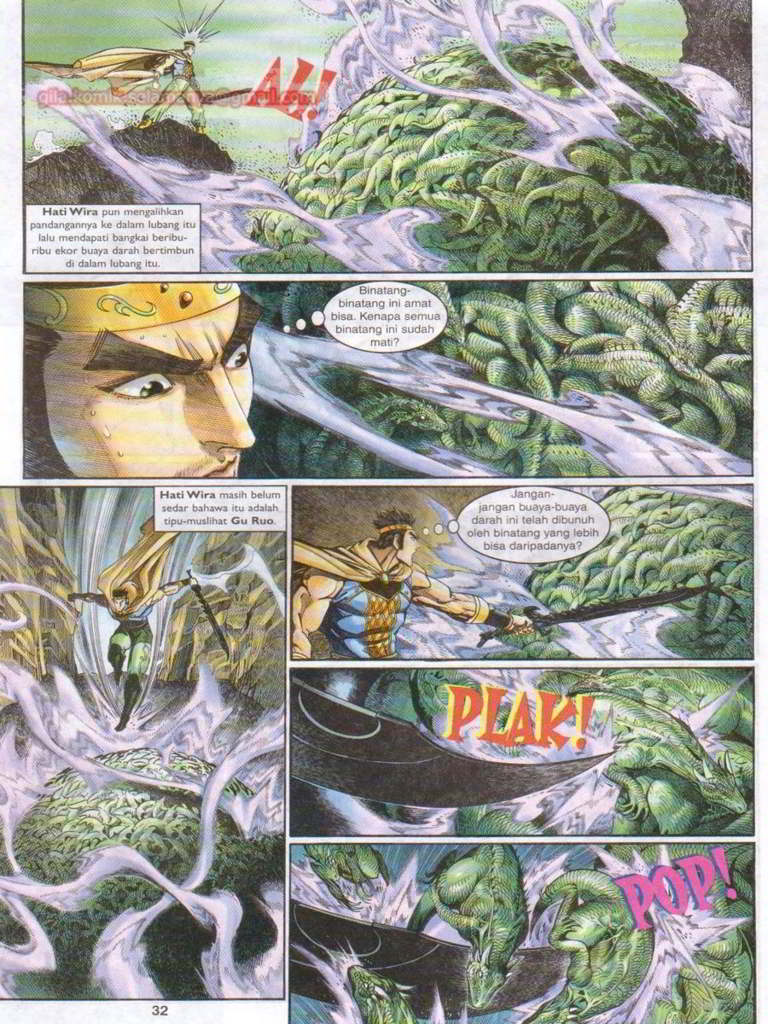 AI!
Hati Wira pun mengalihkan
pandangannya ke dalam lubang itu
lalu mendapati bangkai beribu-
ribu ekor buaya darah bertimbun
di dalam lubang itu.
Binatang-
binatang ini amat
bisa. Kenapa semua
binatang ini sudah
mati?
Hati Wira masih belum
sedar bahawa itu adalah
tipu-muslihat Gu Ruo.
Jangan-
jangan buaya-buaya
darah ini telah dibunuh
oleh binatang yang lebih
bisa daripadanya?
PLAK!
POP!
32